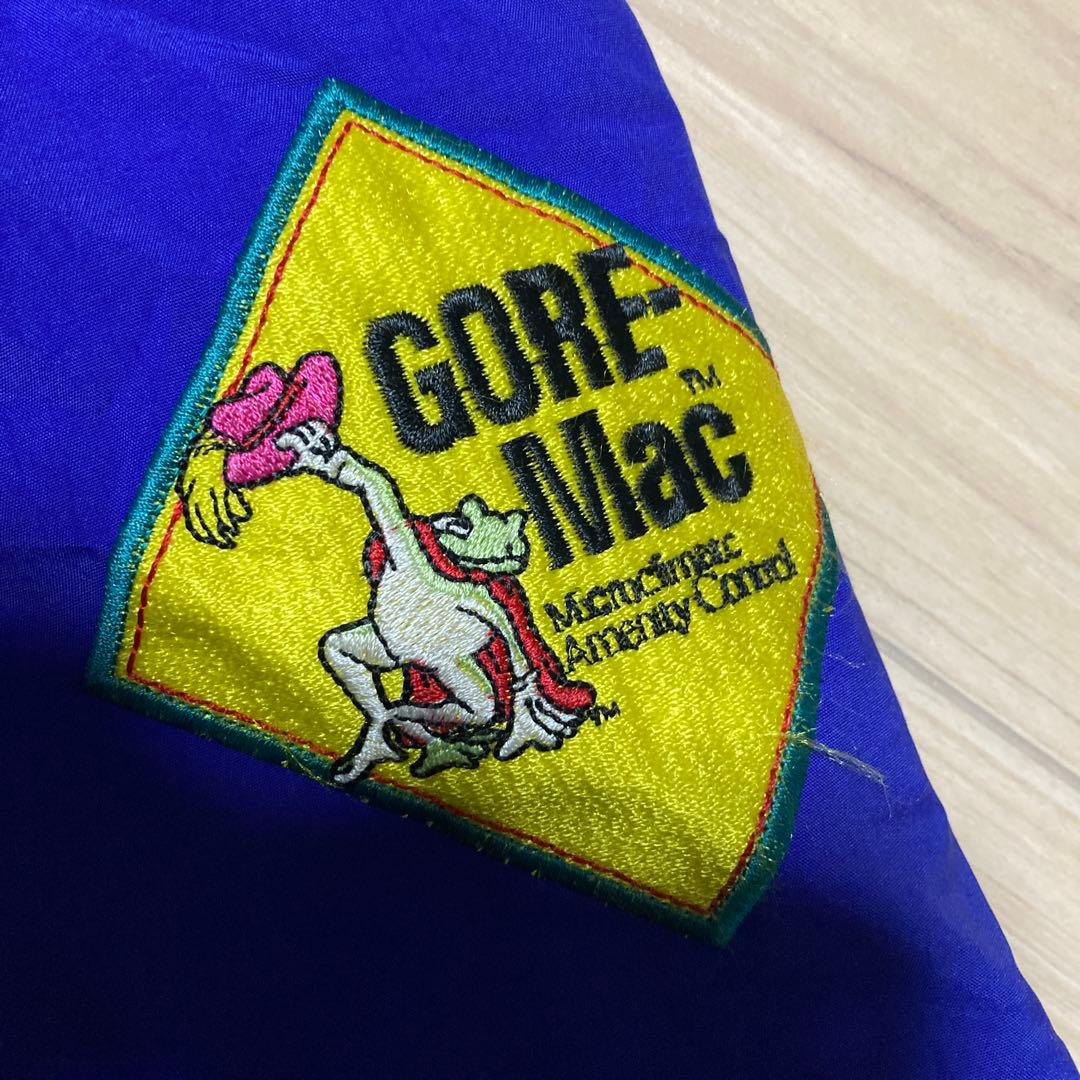 GORE-
™
Mac
Microclimatic
Amenity Control
™